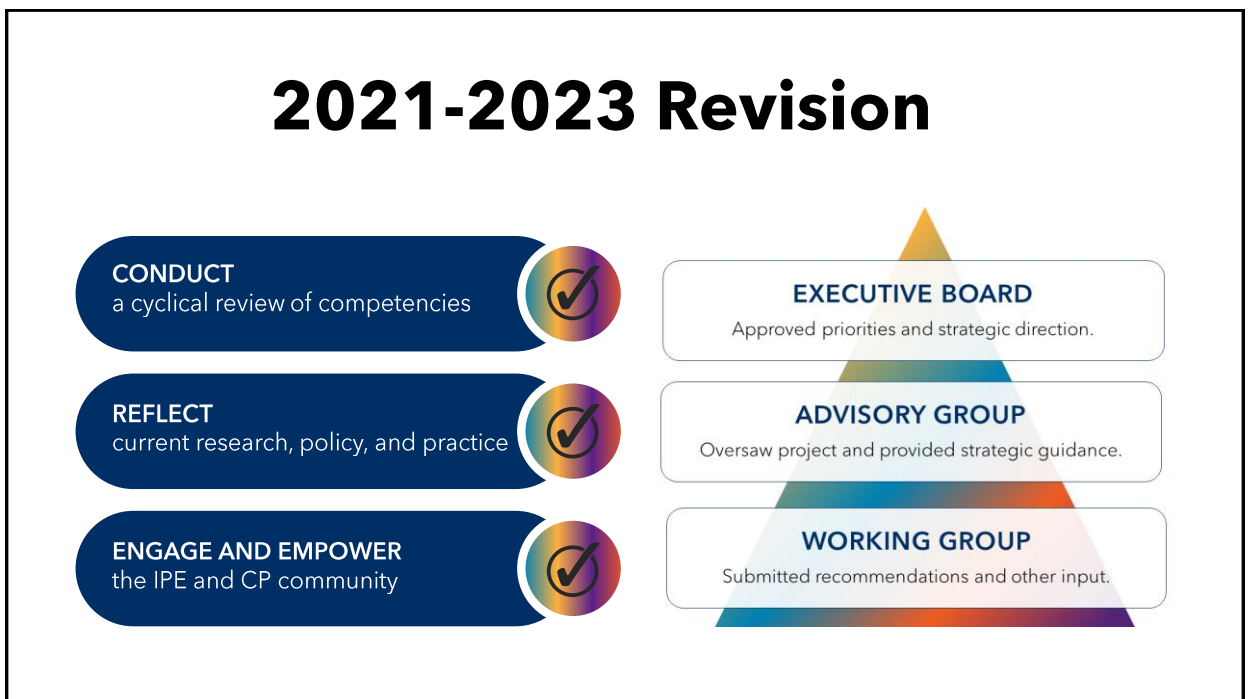 2021-2023 Revision
CONDUCT
a cyclical review of competencies
REFLECT
current research, policy, and practice
ENGAGE AND EMPOWER
the IPE and CP community
EXECUTIVE BOARD
Approved priorities and strategic direction.
ADVISORY GROUP
Oversaw project and provided strategic guidance.
WORKING GROUP
Submitted recommendations and other input.